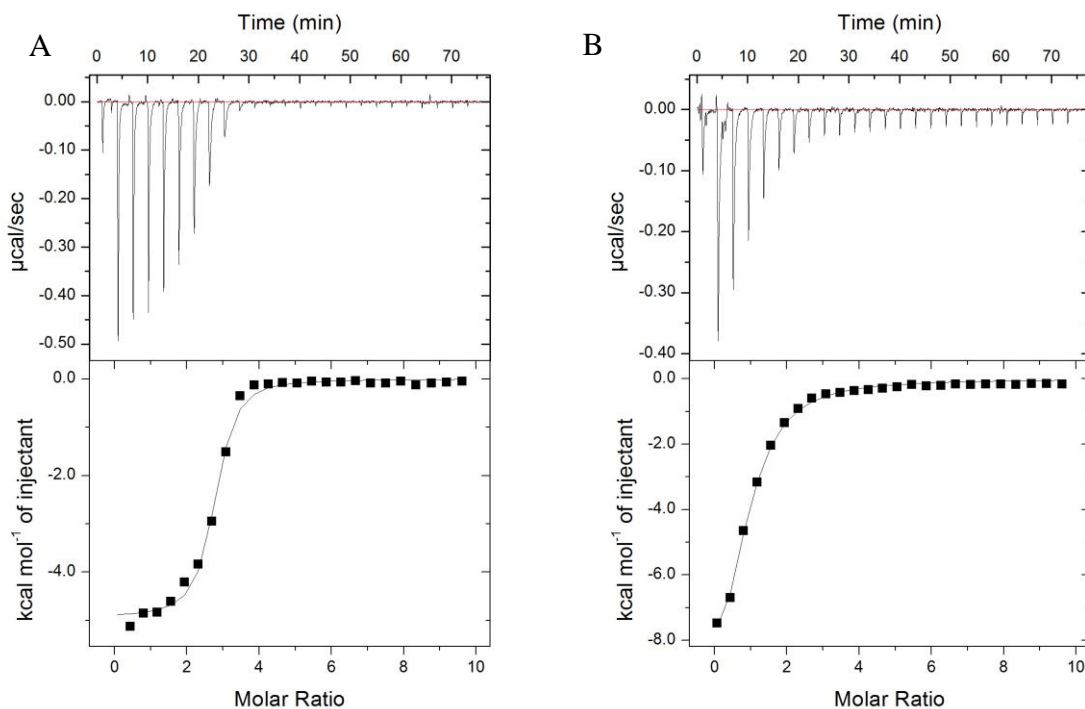 A
Time (min)
0 10 20 30 40 50 60 70
0.00
-0.10
-0.20
-0.30
-0.40
-0.50
µcal/sec
0.0
-2.0
-4.0
kcal mol⁻¹ of injectant
0 2 4 6 8 10
Molar Ratio
B
Time (min)
0 10 20 30 40 50 60 70
0.00
-0.10
-0.20
-0.30
-0.40
µcal/sec
0.0
-2.0
-4.0
-6.0
-8.0
kcal mol⁻¹ of injectant
0 2 4 6 8 10
Molar Ratio